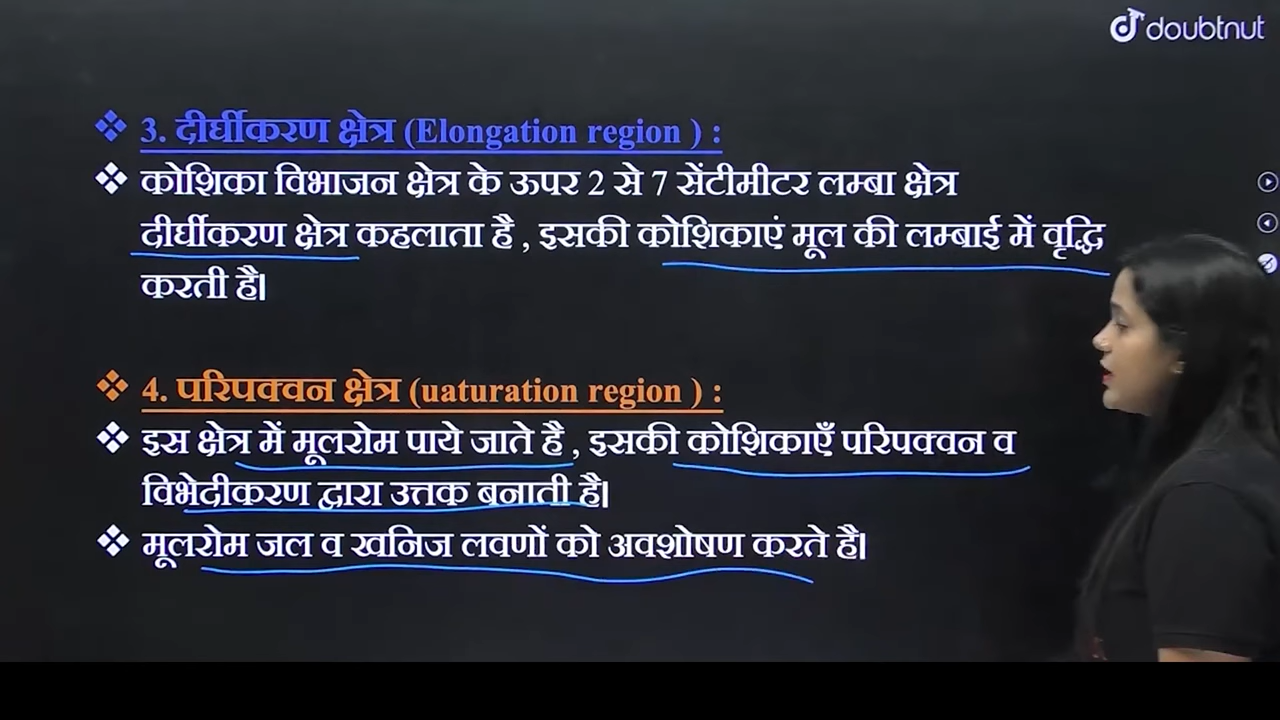 doubtnut
❖ 3. दीर्घीकरण क्षेत्र (Elongation region ) :
❖ कोशिका विभाजन क्षेत्र के ऊपर 2 से 7 सेंटीमीटर लम्बा क्षेत्र
दीर्घीकरण क्षेत्र कहलाता है , इसकी कोशिकाएं मूल की लम्बाई में वृद्धि
करती है।
❖ 4. परिपक्वन क्षेत्र (uaturation region ) :
❖ इस क्षेत्र में मूलरोम पाये जाते है , इसकी कोशिकाएँ परिपक्वन व
विभेदीकरण द्वारा उत्तक बनाती है।
❖ मूलरोम जल व खनिज लवणों को अवशोषण करते है।